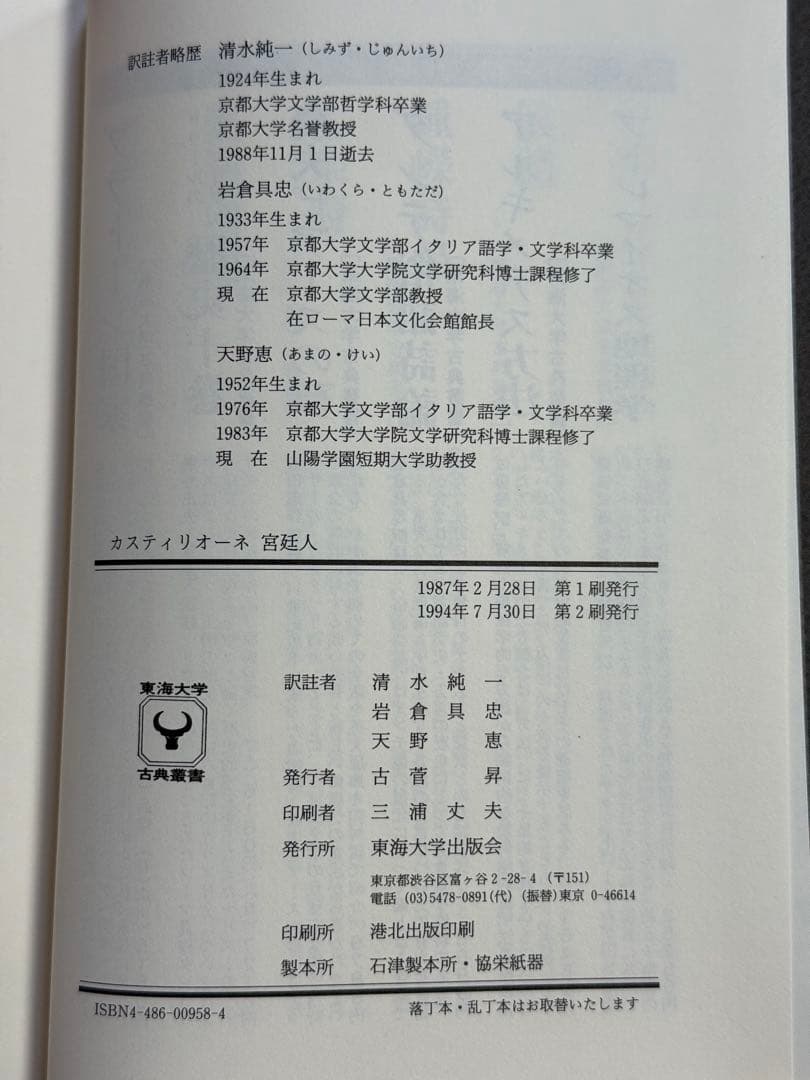 訳註者略歴 清水純一(しみず・じゅんいち)
1924年生まれ
京都大学文学部哲学科卒業
京都大学名誉教授
1988年11月1日逝去
岩倉具忠(いわくら・ともただ)
1933年生まれ
1957年 京都大学文学部イタリア語学・文学科卒業
1964年 京都大学大学院文学研究科博士課程修了
現 在 京都大学文学部教授
在ローマ日本文化会館館長
天野恵(あまの・けい)
1952年生まれ
1976年 京都大学文学部イタリア語学・文学科卒業
1983年 京都大学大学院文学研究科博士課程修了
現 在 山陽学園短期大学助教授
カスティリオーネ 宮廷人
1987年2月28日 第1刷発行
1994年7月30日 第2刷発行
東海大学
古典叢書
訳註者 清水純一
岩倉具忠
天野恵
発行者 古菅昇
印刷者 三浦丈夫
発行所 東海大学出版会
東京都渋谷区富ヶ谷2-28-4(〒151)
電話 (03)5478-0891(代) (振替)東京 0-46614
印刷所 港北出版印刷
製本所 石津製本所・協栄紙器
ISBN4-486-00958-4 落丁本・乱丁本はお取替いたします